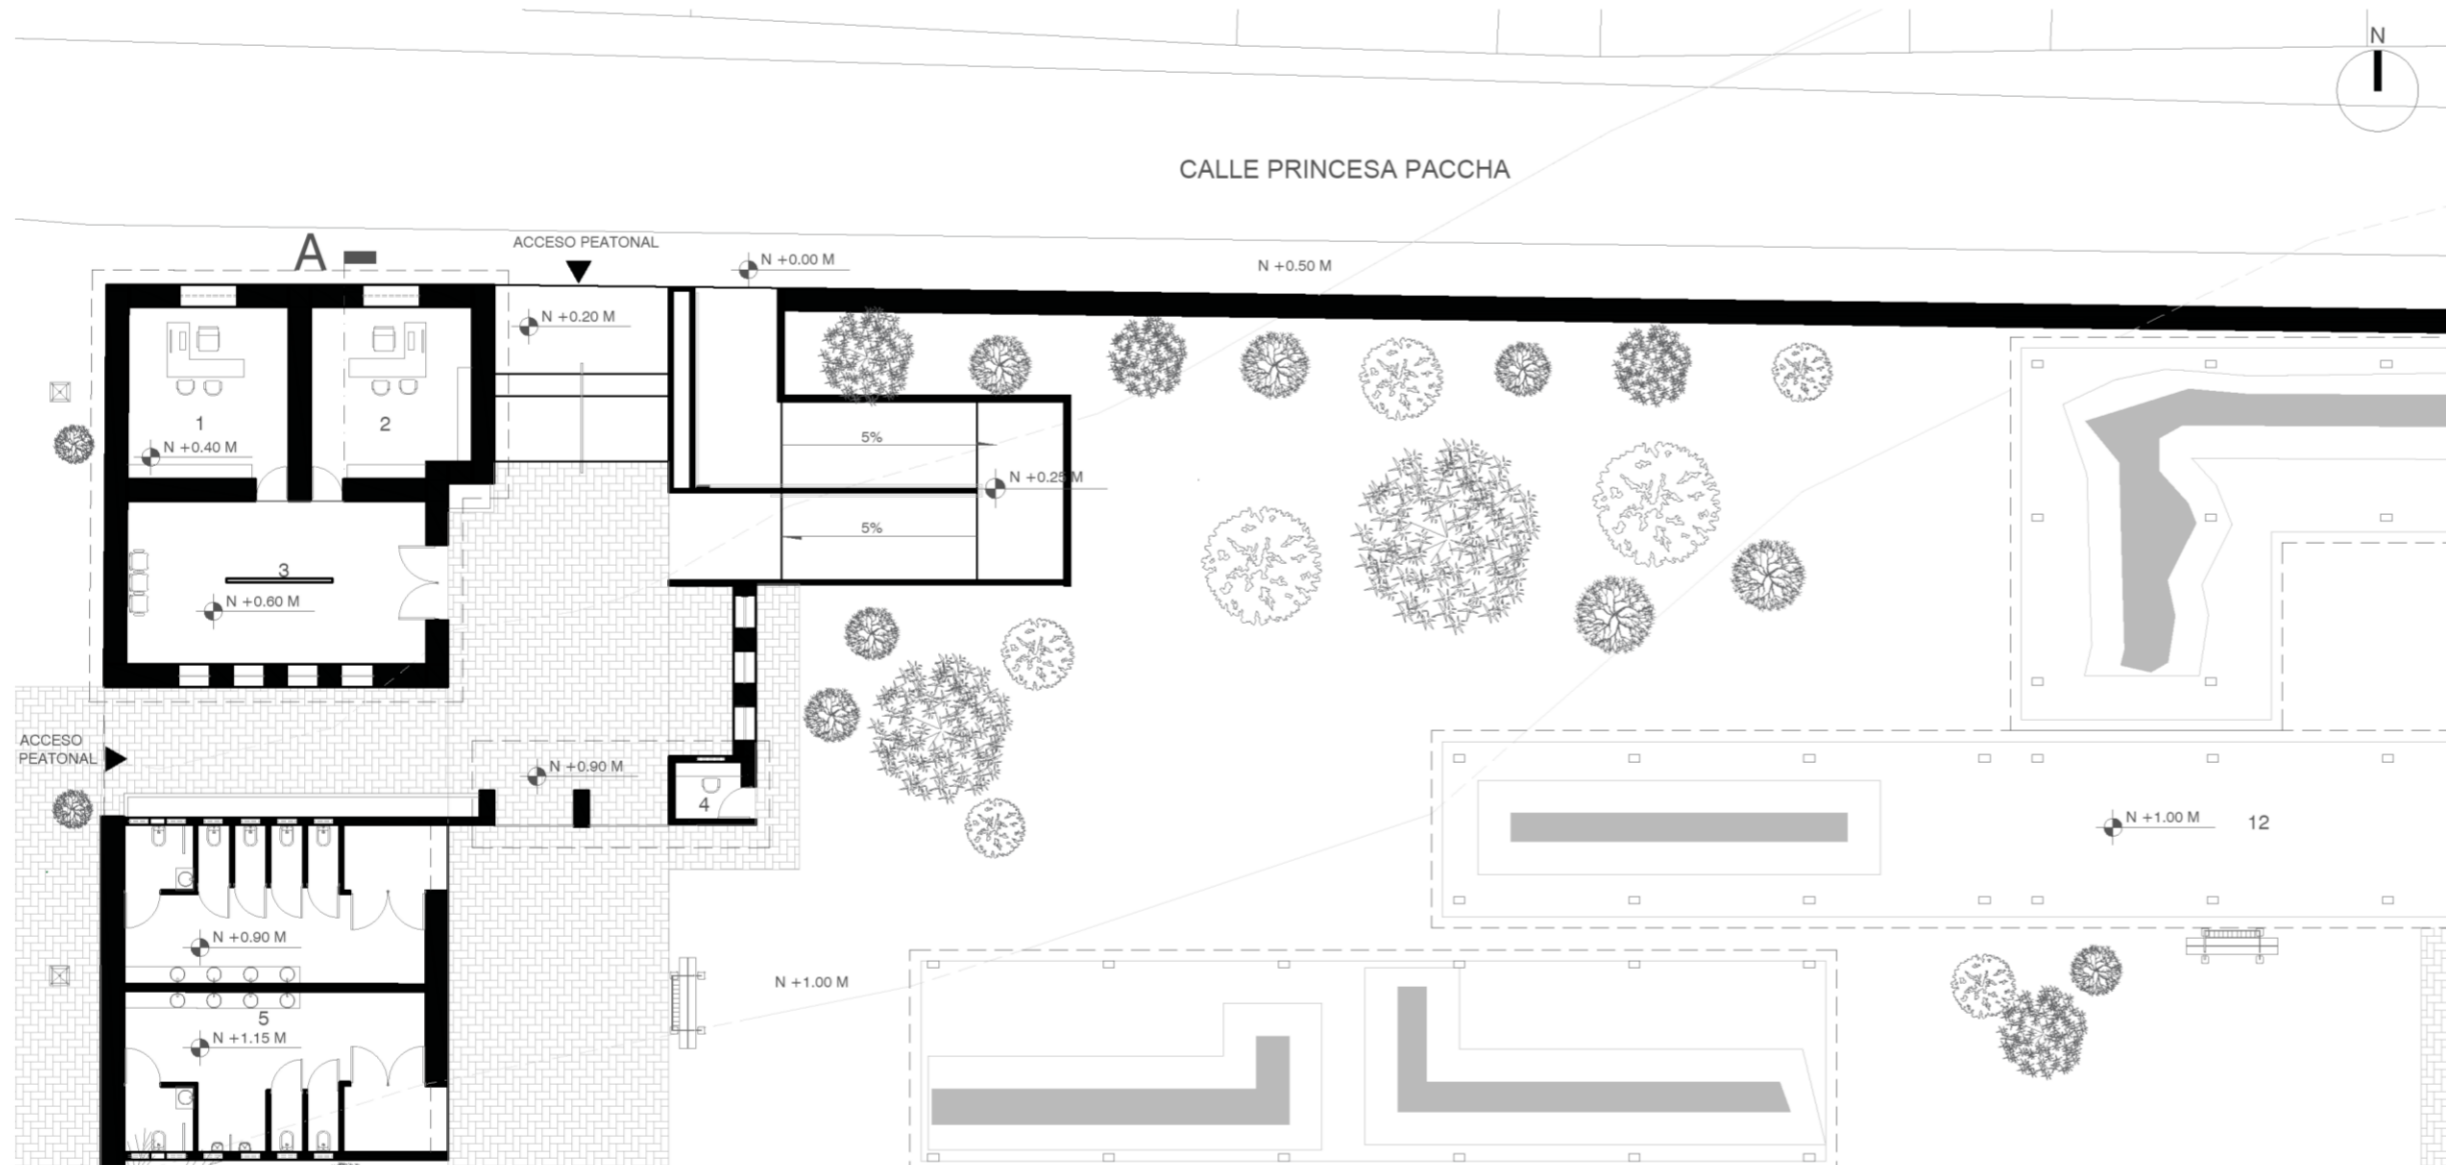 N
CALLE PRINCESA PACCHA
A
ACCESO PEATONAL
N +0.00 M
N +0.50 M
N +0.20 M
1
2
N +0.40 M
5%
N +0.25 M
5%
3
N +0.60 M
ACCESO
PEATONAL
N +0.90 M
4
N +1.00 M
12
N +0.90 M
N +1.00 M
5
N +1.15 M